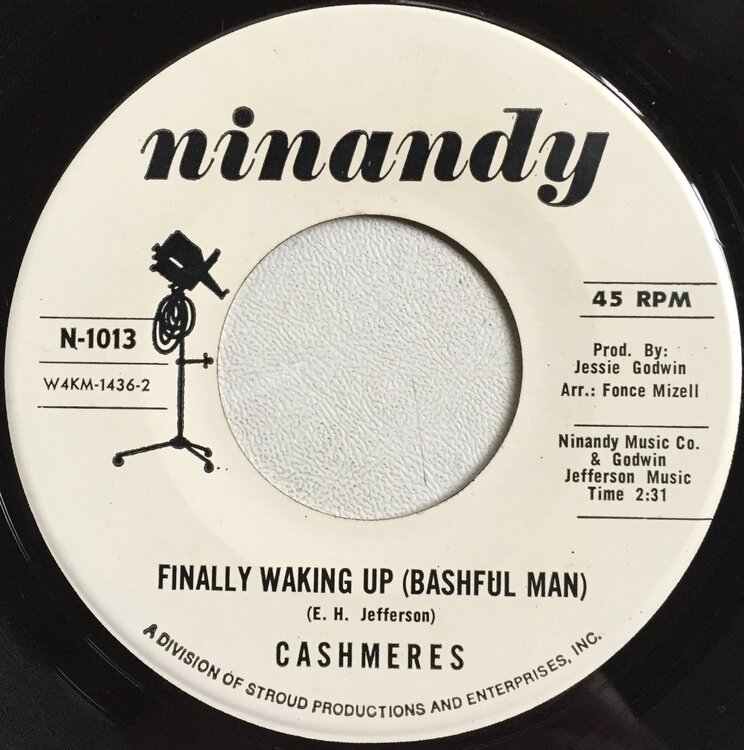 ninandy
N-1013
W4KM-1436-2
45 RPM
Prod. By:
Jessie Godwin
Arr.: Fonce Mizell
Ninandy Music Co.
& Godwin
Jefferson Music
Time 2:31
FINALLY WAKING UP (BASHFUL MAN)
(E. H. Jefferson)
CASHMERES
A DIVISION OF STROUD PRODUCTIONS AND ENTERPRISES, INC.